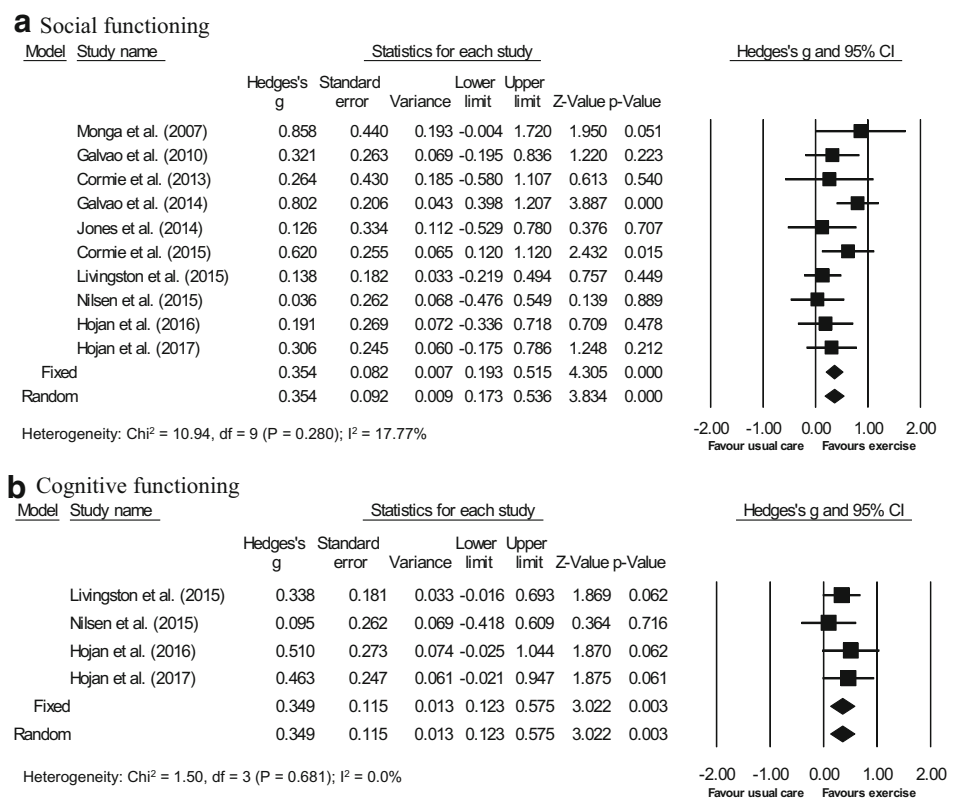 a Social functioning
Model Study name Statistics for each study Hedges's g and 95% CI
Hedges's Standard Lower Upper
g error Variance limit limit Z-Value p-Value
Monga et al. (2007) 0.858 0.440 0.193 -0.004 1.720 1.950 0.051
Galvao et al. (2010) 0.321 0.263 0.069 -0.195 0.836 1.220 0.223
Cormie et al. (2013) 0.264 0.430 0.185 -0.580 1.107 0.613 0.540
Galvao et al. (2014) 0.802 0.206 0.043 0.398 1.207 3.887 0.000
Jones et al. (2014) 0.126 0.334 0.112 -0.529 0.780 0.376 0.707
Cormie et al. (2015) 0.620 0.255 0.065 0.120 1.120 2.432 0.015
Livingston et al. (2015) 0.138 0.182 0.033 -0.219 0.494 0.757 0.449
Nilsen et al. (2015) 0.036 0.262 0.068 -0.476 0.549 0.139 0.889
Hojan et al. (2016) 0.191 0.269 0.072 -0.336 0.718 0.709 0.478
Hojan et al. (2017) 0.306 0.245 0.060 -0.175 0.786 1.248 0.212
Fixed 0.354 0.082 0.007 0.193 0.515 4.305 0.000
Random 0.354 0.092 0.009 0.173 0.536 3.834 0.000
-2.00 -1.00 0.00 1.00 2.00
Heterogeneity: Chi² = 10.94, df = 9 (P = 0.280); I² = 17.77%
Favour usual care Favours exercise
b Cognitive functioning
Model Study name Statistics for each study Hedges's g and 95% CI
Hedges's Standard Lower Upper
g error Variance limit limit Z-Value p-Value
Livingston et al. (2015) 0.338 0.181 0.033 -0.016 0.693 1.869 0.062
Nilsen et al. (2015) 0.095 0.262 0.069 -0.418 0.609 0.364 0.716
Hojan et al. (2016) 0.510 0.273 0.074 -0.025 1.044 1.870 0.062
Hojan et al. (2017) 0.463 0.247 0.061 -0.021 0.947 1.875 0.061
Fixed 0.349 0.115 0.013 0.123 0.575 3.022 0.003
Random 0.349 0.115 0.013 0.123 0.575 3.022 0.003
Heterogeneity: Chi² = 1.50, df = 3 (P = 0.681); I² = 0.0%
-2.00 -1.00 0.00 1.00 2.00
Favour usual care Favours exercise